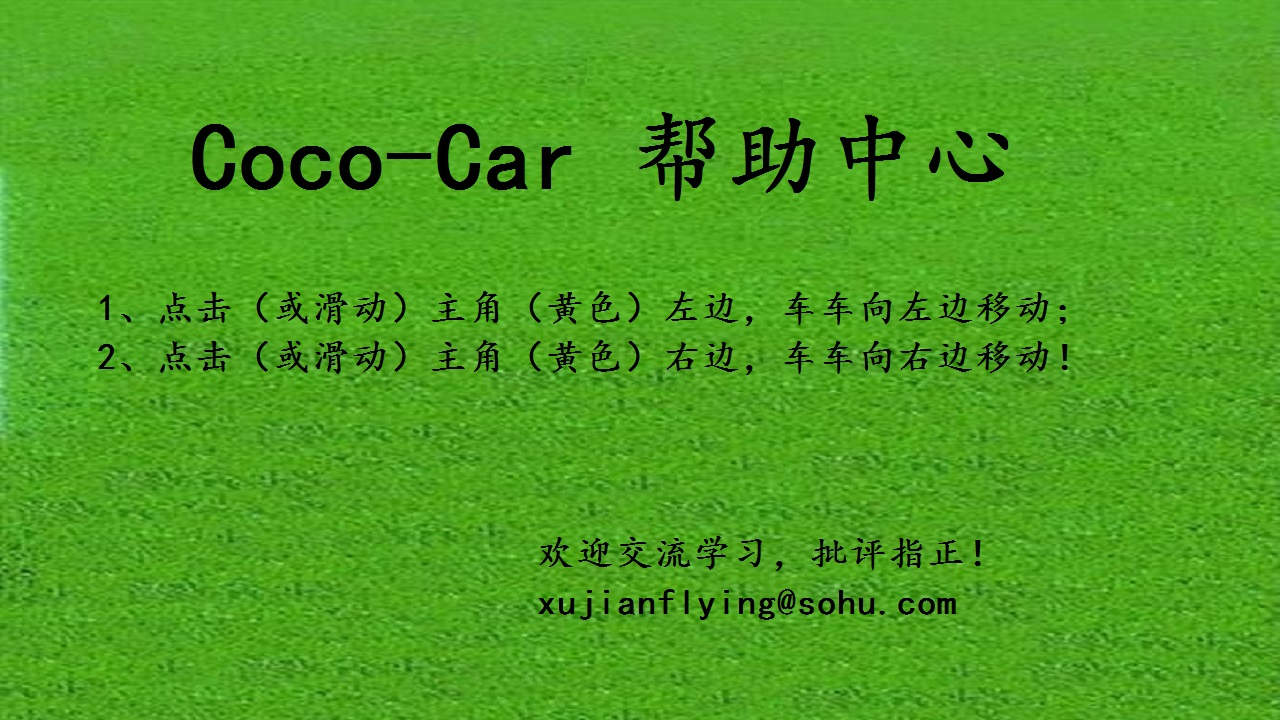 Coco-Car 帮助中心
1、点击（或滑动）主角（黄色）左边，车车向左边移动；
2、点击（或滑动）主角（黄色）右边，车车向右边移动！
欢迎交流学习，批评指正！
xujianflying@sohu.com